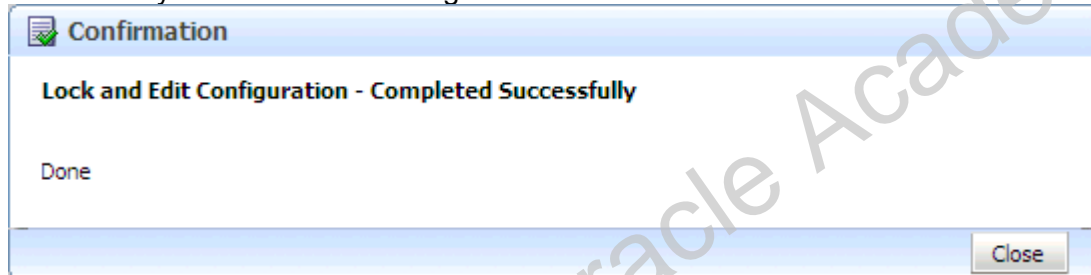 Confirmation
Lock and Edit Configuration - Completed Successfully
Done
Close